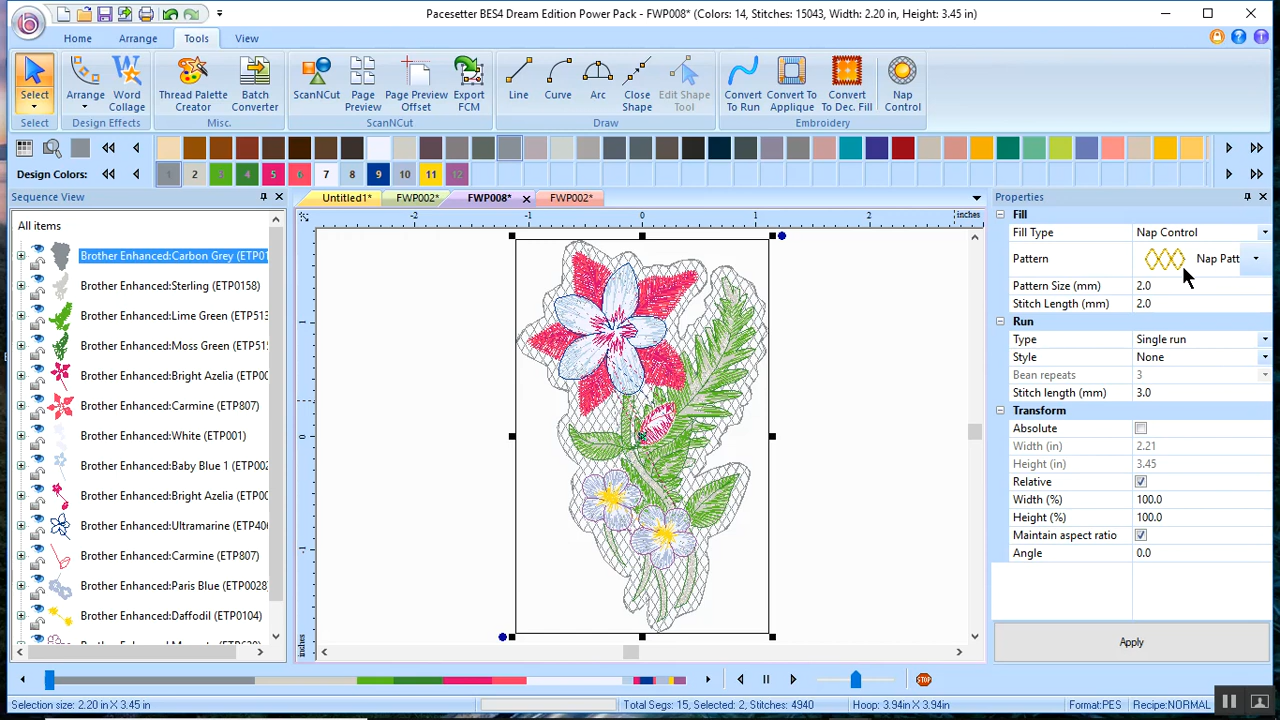 Pacesetter BES4 Dream Edition Power Pack - FWP008* (Colors: 14, Stitches: 15043, Width: 2.20 in, Height: 3.45 in)
Home Arrange Tools View
Select Arrange Word Collage Thread Palette Creator Batch Converter ScanNCut Page Preview Page Preview Offset Export FCM Line Curve Arc Close Shape Edit Shape Tool Convert To Run Convert To Applique Convert To Dec. Fill Nap Control
Select Design Effects Misc. ScanNCut Draw Embroidery
Design Colors: 1 2 3 4 5 6 7 8 9 10 11 12
Sequence View
Untitled1* FWP002* FWP008* FWP002*
Properties
-2 -1 0 1 2 inches
All items
Brother Enhanced:Carbon Grey (ETP01
Brother Enhanced:Sterling (ETP0158)
Brother Enhanced:Lime Green (ETP513
Brother Enhanced:Moss Green (ETP515
Brother Enhanced:Bright Azelia (ETP00
Brother Enhanced:Carmine (ETP807)
Brother Enhanced:White (ETP001)
Brother Enhanced:Baby Blue 1 (ETP002
Brother Enhanced:Bright Azelia (ETP00
Brother Enhanced:Ultramarine (ETP406
Brother Enhanced:Carmine (ETP807)
Brother Enhanced:Paris Blue (ETP0028
Brother Enhanced:Daffodil (ETP0104)
1
0
-1
inches
Fill
Fill Type Nap Control
Pattern Nap Patt
Pattern Size (mm) 2.0
Stitch Length (mm) 2.0
Run
Type Single run
Style None
Bean repeats 3
Stitch length (mm) 3.0
Transform
Absolute
Width (in) 2.21
Height (in) 3.45
Relative
Width (%) 100.0
Height (%) 100.0
Maintain aspect ratio
Angle 0.0
Apply
STOP
Selection size: 2.20 in X 3.45 in Total Segs: 15, Selected: 2, Stitches: 4940 Hoop: 3.94in X 3.94in Format:PES Recipe:NORMAL